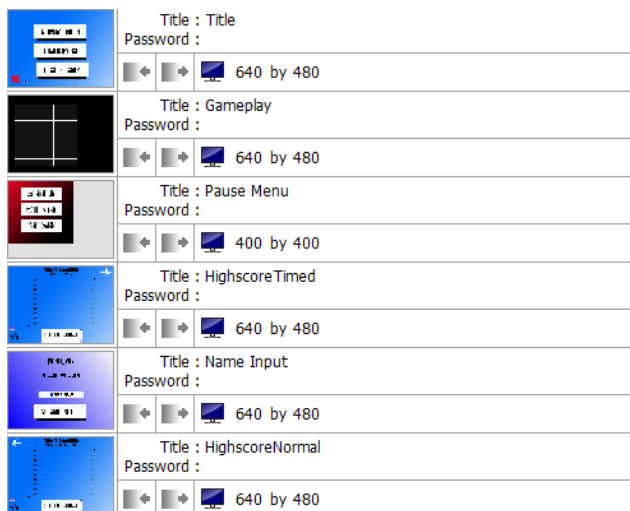 Title : Title
Password :
640 by 480
Title : Gameplay
Password :
640 by 480
Title : Pause Menu
Password :
400 by 400
Title : HighscoreTimed
Password :
640 by 480
Title : Name Input
Password :
640 by 480
Title : HighscoreNormal
Password :
640 by 480